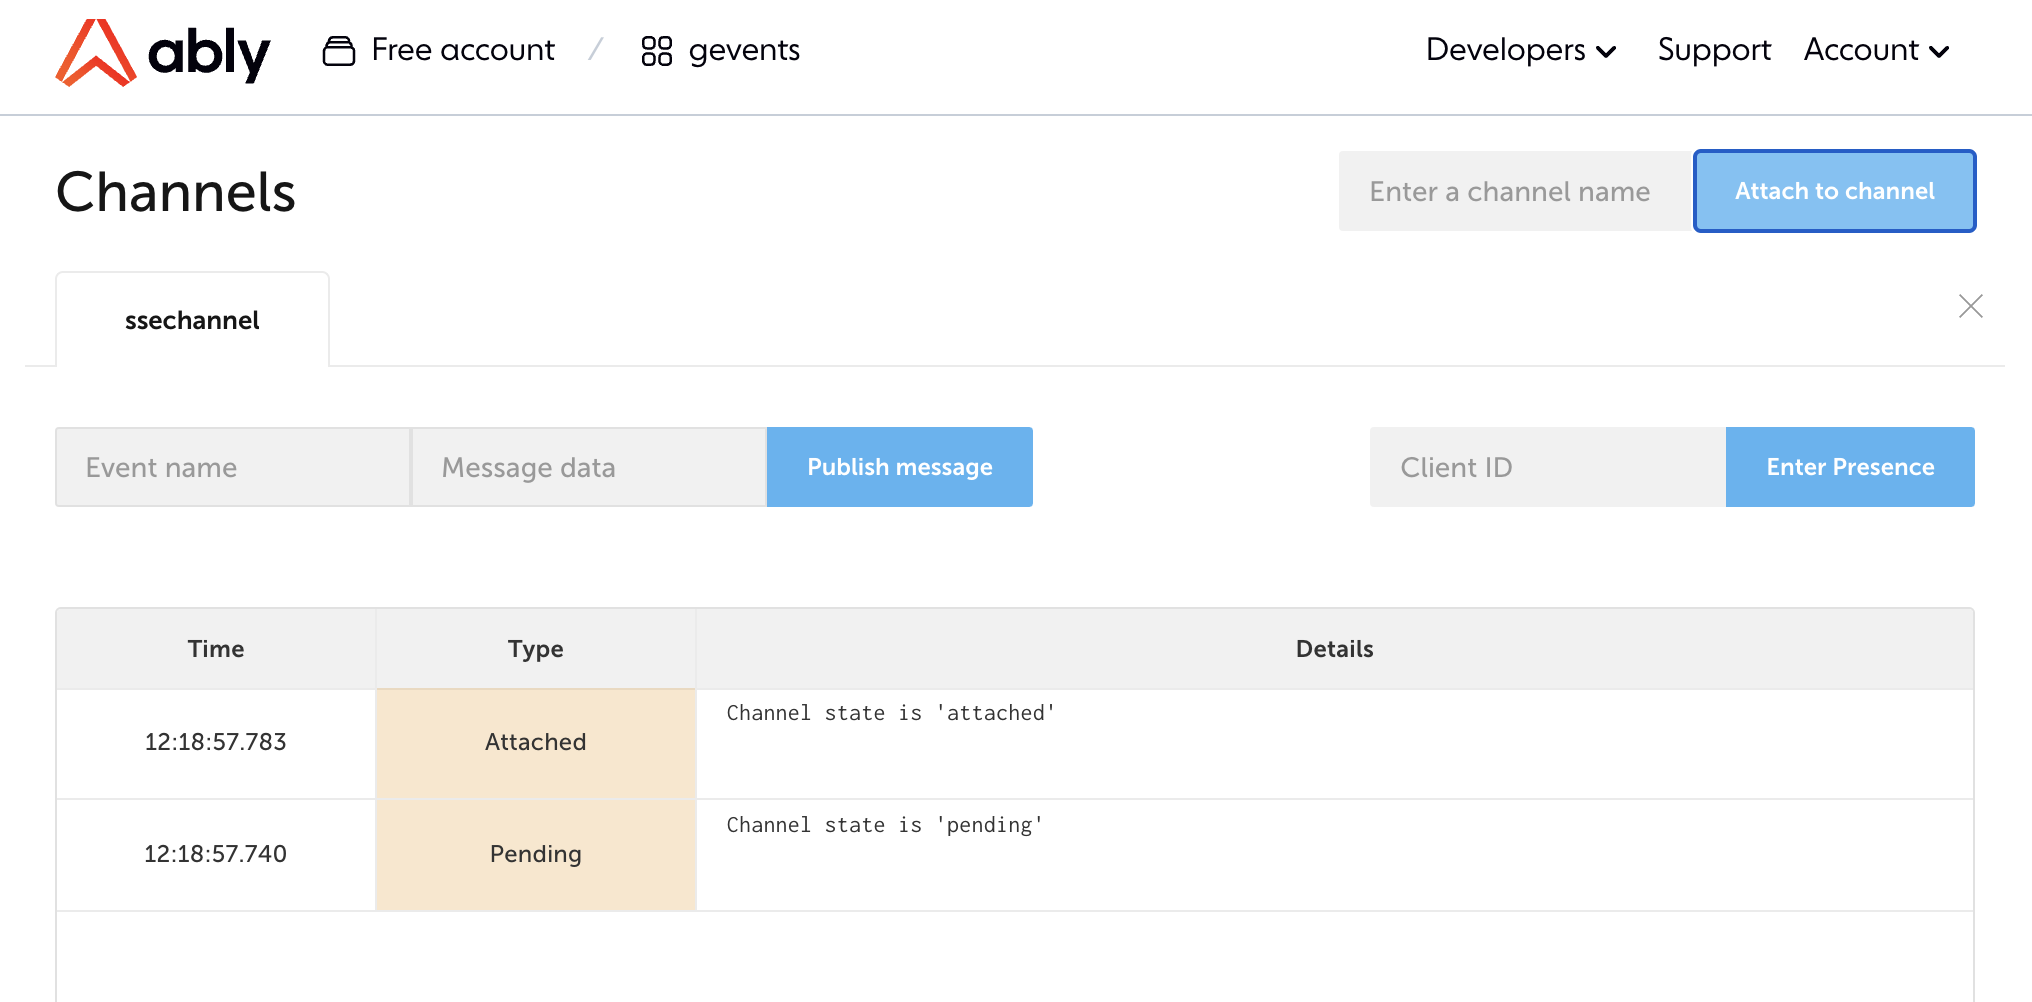 ably Free account / gevents Developers Support Account
Channels Enter a channel name Attach to channel
ssechannel
Event name Message data Publish message Client ID Enter Presence
Time Type Details
12:18:57.783 Attached Channel state is 'attached'
12:18:57.740 Pending Channel state is 'pending'